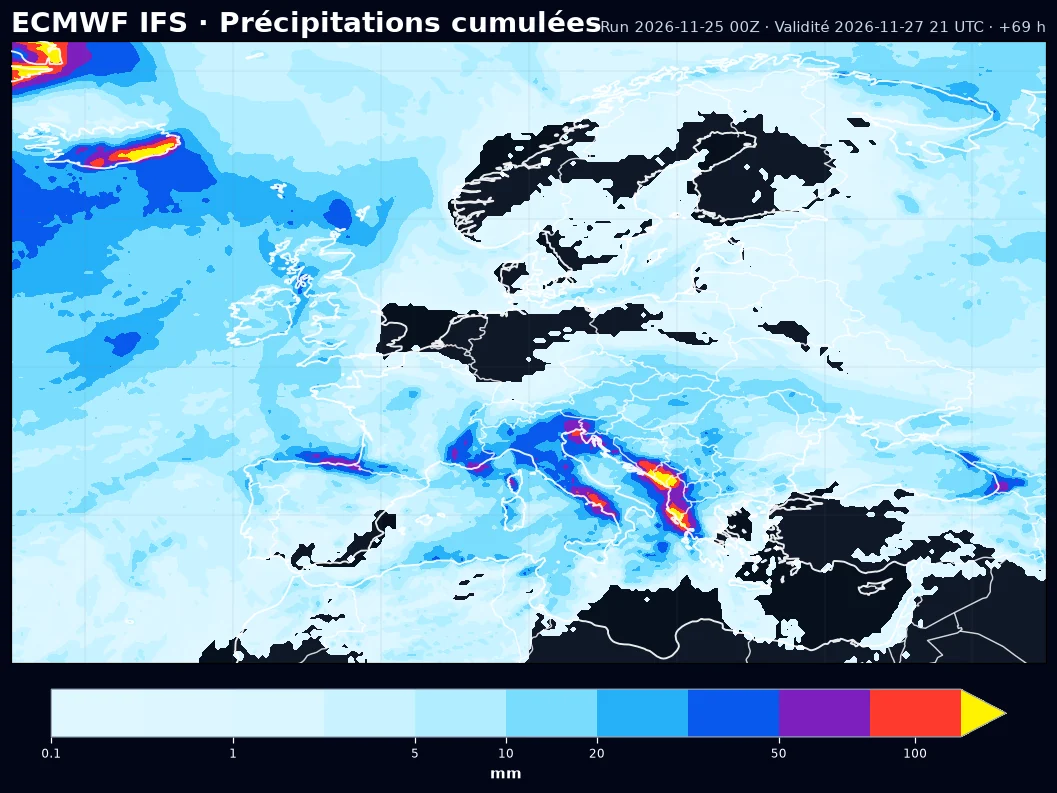 ECMWF IFS · Précipitations cumulées Run 2026-11-25 00Z · Validité 2026-11-27 21 UTC · +69 h
0.1 1 5 10 20 50 100
mm